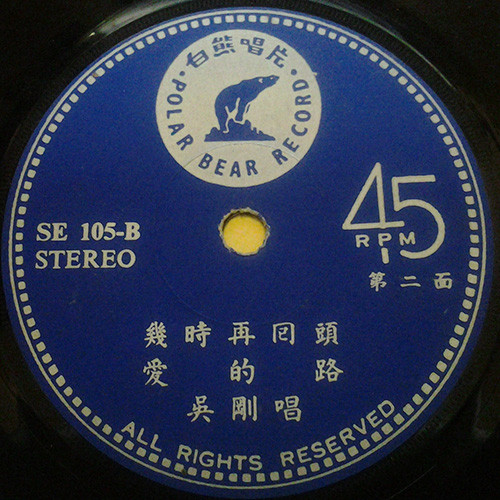 ·白熊唱片·
POLAR BEAR RECORD
SE 105-B
STEREO
45
RPM
第二面
幾時再回頭
愛的路
吳剛唱
ALL RIGHTS RESERVED